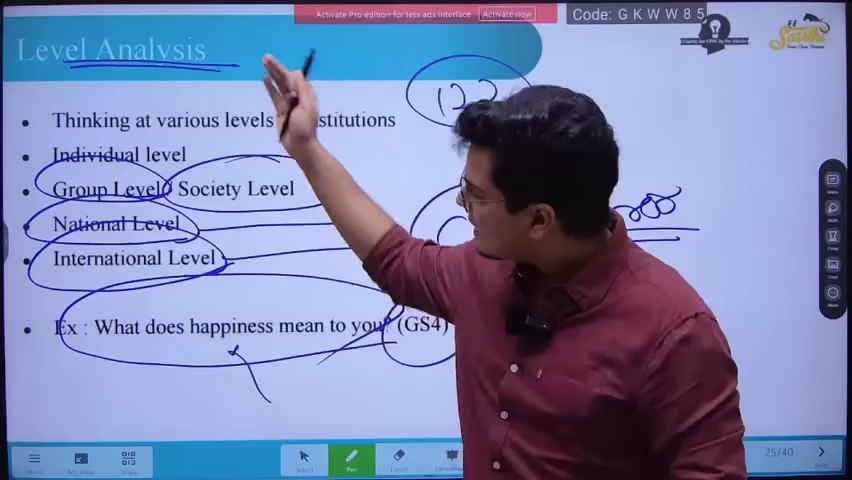 Activate Pro edition for less ads interface Activate now
Code: G K W W 8 5
Level Analysis
Thinking at various levels
stitutions
Individual level
Group Level
Society Level
National Level
International Level
Ex : What does happiness mean to you? (GS4)
Select
Pen
25/40